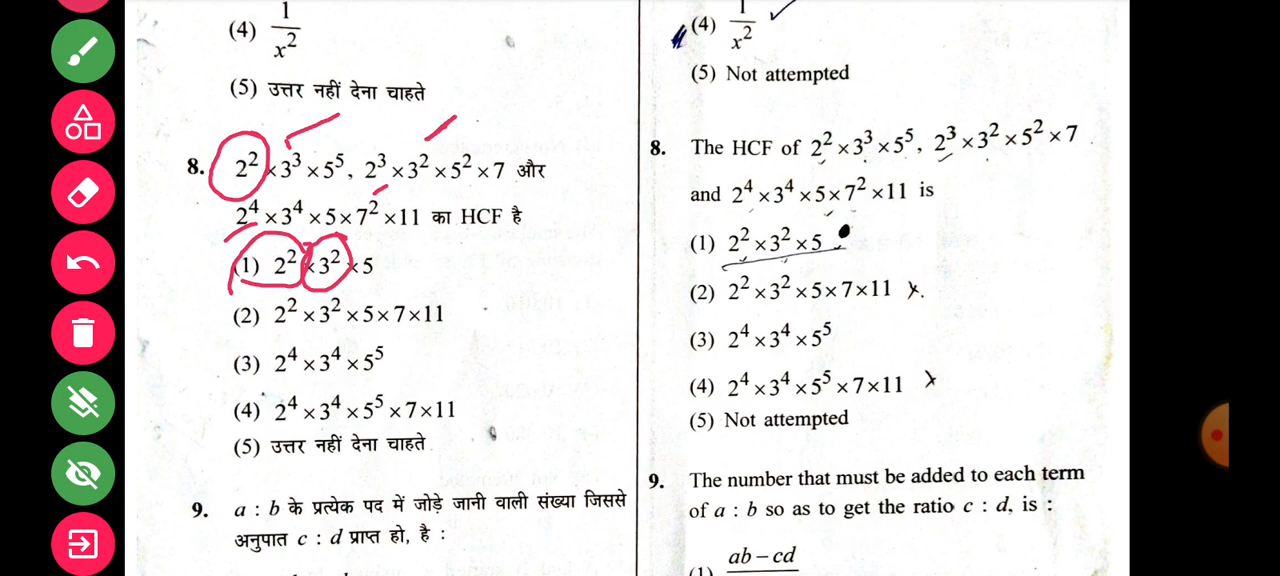 (4) 1/x²
(5) उत्तर नहीं देना चाहते
8. 2² × 3³ × 5⁵, 2³ × 3² × 5² × 7 और
2⁴ × 3⁴ × 5 × 7² × 11 का HCF है
(1) 2² × 3² × 5
(2) 2² × 3² × 5 × 7 × 11
(3) 2⁴ × 3⁴ × 5⁵
(4) 2⁴ × 3⁴ × 5⁵ × 7 × 11
(5) उत्तर नहीं देना चाहते
9. a : b के प्रत्येक पद में जोड़े जानी वाली संख्या जिससे
अनुपात c : d प्राप्त हो, है :
(4) 1/x²
(5) Not attempted
8. The HCF of 2² × 3³ × 5⁵, 2³ × 3² × 5² × 7
and 2⁴ × 3⁴ × 5 × 7² × 11 is
(1) 2² × 3² × 5
(2) 2² × 3² × 5 × 7 × 11
(3) 2⁴ × 3⁴ × 5⁵
(4) 2⁴ × 3⁴ × 5⁵ × 7 × 11
(5) Not attempted
9. The number that must be added to each term
of a : b so as to get the ratio c : d, is :
(1) ab – cd